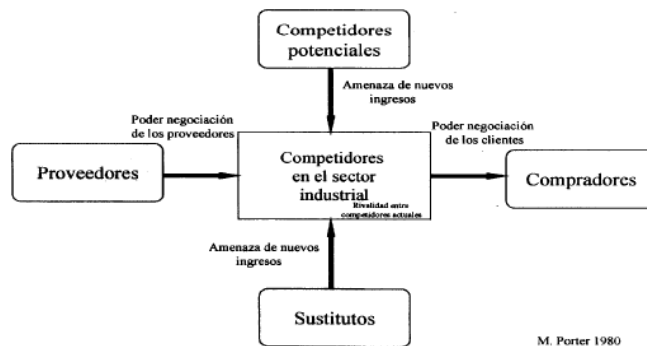 Competidores
potenciales
Amenaza de nuevos
ingresos
Poder negociación
de los proveedores
Poder negociación
de los clientes
Proveedores
Competidores
en el sector
industrial
Rivalidad entre
competidores actuales
Compradores
Amenaza de nuevos
ingresos
Sustitutos
M. Porter 1980